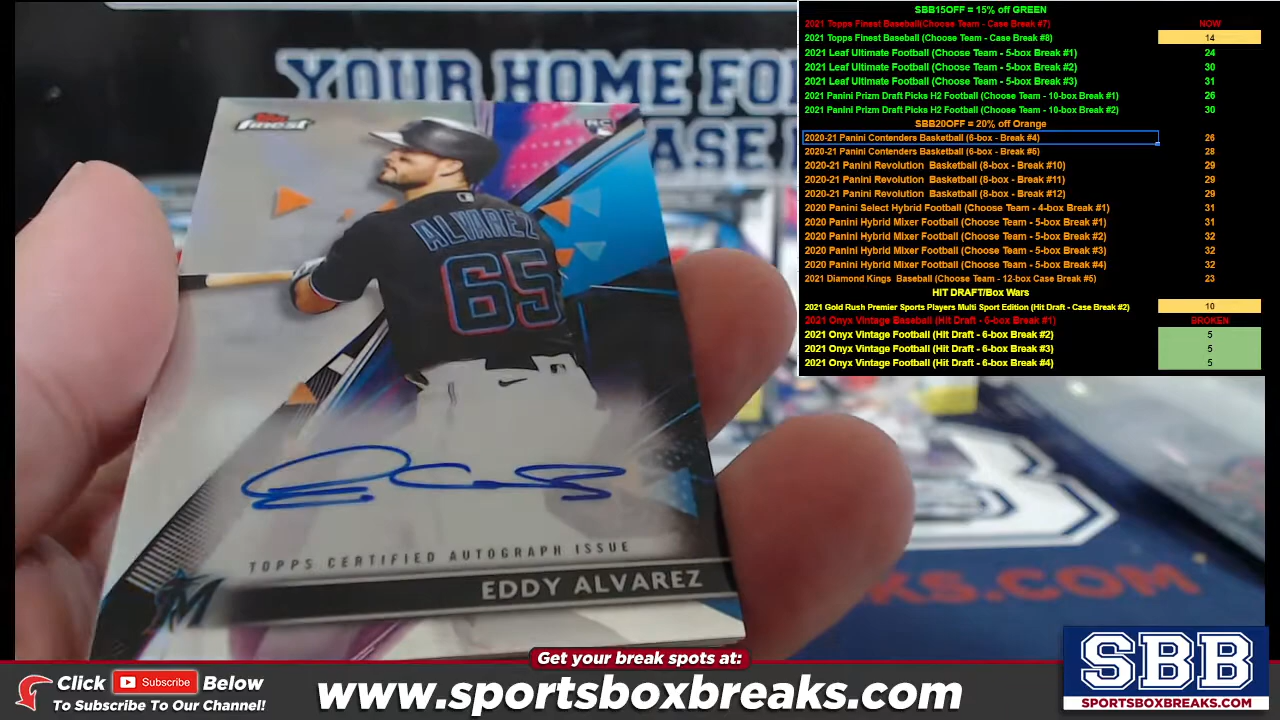 SBB15OFF = 15% off GREEN
2021 Topps Finest Baseball(Choose Team - Case Break #7) NOW
2021 Topps Finest Baseball (Choose Team - Case Break #8) 14
2021 Leaf Ultimate Football (Choose Team - 5-box Break #1) 24
2021 Leaf Ultimate Football (Choose Team - 5-box Break #2) 30
2021 Leaf Ultimate Football (Choose Team - 5-box Break #3) 31
2021 Panini Prizm Draft Picks H2 Football (Choose Team - 10-box Break #1) 26
2021 Panini Prizm Draft Picks H2 Football (Choose Team - 10-box Break #2) 30
SBB20OFF = 20% off Orange
2020-21 Panini Contenders Basketball (6-box - Break #4) 26
2020-21 Panini Contenders Basketball (6-box - Break #5) 28
2020-21 Panini Revolution Basketball (8-box - Break #10) 29
2020-21 Panini Revolution Basketball (8-box - Break #11) 29
2020-21 Panini Revolution Basketball (8-box - Break #12) 29
2020 Panini Select Hybrid Football (Choose Team - 4-box Break #1) 31
2020 Panini Hybrid Mixer Football (Choose Team - 5-box Break #1) 31
2020 Panini Hybrid Mixer Football (Choose Team - 5-box Break #2) 32
2020 Panini Hybrid Mixer Football (Choose Team - 5-box Break #3) 32
2020 Panini Hybrid Mixer Football (Choose Team - 5-box Break #4) 32
2021 Diamond Kings Baseball (Choose Team - 12-box Case Break #6) 23
HIT DRAFT/Box Wars
2021 Gold Rush Premier Sports Players Multi Sport Edition (Hit Draft - Case Break #2) 10
2021 Onyx Vintage Baseball (Hit Draft - 6-box Break #1) BROKEN
2021 Onyx Vintage Football (Hit Draft - 6-box Break #2) 5
2021 Onyx Vintage Football (Hit Draft - 6-box Break #3) 5
2021 Onyx Vintage Football (Hit Draft - 6-box Break #4) 5
YOUR HOME FO
CASE
Topps
Finest
RC
ALVAREZ
65
TOPPS CERTIFIED AUTOGRAPH ISSUE
EDDY ALVAREZ
M
KS.COM
Get your break spots at:
Click Subscribe Below
To Subscribe To Our Channel!
www.sportsboxbreaks.com
SBB
SPORTSBOXBREAKS.COM